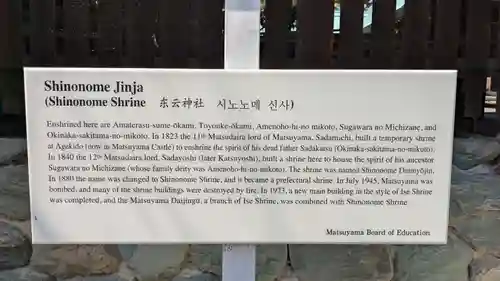 Shinonome Jinja
(Shinonome Shrine 东云神社 시노노메 신사)
Enshrined here are Amaterasu-sume-ōkami, Toyouke-ōkami, Amenoho-hi-no mikoto, Sugawara no Michizane, and
Okinaka-sakitama-no-mikoto. In 1823 the 11th Matsudaira lord of Matsuyama, Sadamichi, built a temporary shrine
at Agekido (now in Matsuyama Castle) to enshrine the spirit of his dead father Sadakatsu (Okinaka-sakitama-no-mikoto).
In 1840 the 12th Matsudaira lord, Sadayoshi (later Katsuyoshi), built a shrine here to house the spirit of his ancestor
Sugawara no Michizane (whose family deity was Amenoho-hi-no-mikoto). The shrine was named Shinonome Daimyōjin.
In 1880 the name was changed to Shinonome Shrine, and it became a prefectural shrine. In July 1945, Matsuyama was
bombed, and many of the shrine buildings were destroyed by fire. In 1973, a new main building in the style of Ise Shrine
was completed, and the Matsuyama Daijingū, a branch of Ise Shrine, was combined with Shinonome Shrine.
Matsuyama Board of Education